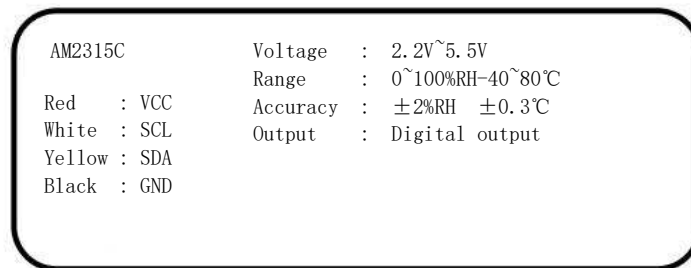 AM2315C
Red : VCC
White : SCL
Yellow : SDA
Black : GND
Voltage : 2.2V~5.5V
Range : 0~100%RH-40~80℃
Accuracy : ±2%RH ±0.3℃
Output : Digital output